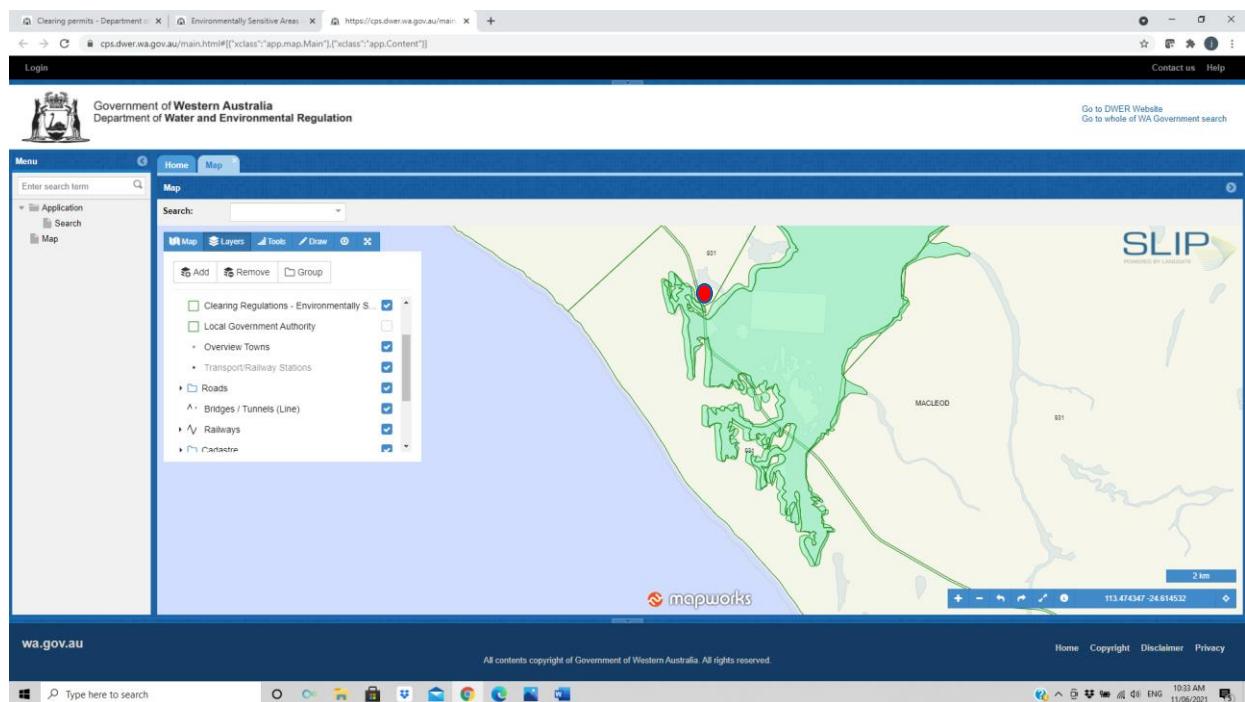 Clearing permits - Department o
Environmentally Sensitive Areas
https://cps.dwer.wa.gov.au/main
cps.dwer.wa.gov.au/main.html#[{"xclass":"app.map.Main"},{"xclass":"app.Content"}]
Login
Contact us Help
Government of Western Australia
Department of Water and Environmental Regulation
Go to DWER Website
Go to whole of WA Government search
Menu
Home Map
Enter search term
Map
Application
Search
Map
Search:
Map Layers Tools Draw
Add Remove Group
Clearing Regulations - Environmentally S...
Local Government Authority
Overview Towns
Transport/Railway Stations
Roads
Bridges / Tunnels (Line)
Railways
Cadastre
931
SLIP
POWERED BY LANDGATE
MACLEOD
931
931
2 km
mapworks
113.474347 -24.614532
wa.gov.au
Home Copyright Disclaimer Privacy
All contents copyright of Government of Western Australia. All rights reserved.
Type here to search
ENG
10:33 AM
11/06/2021